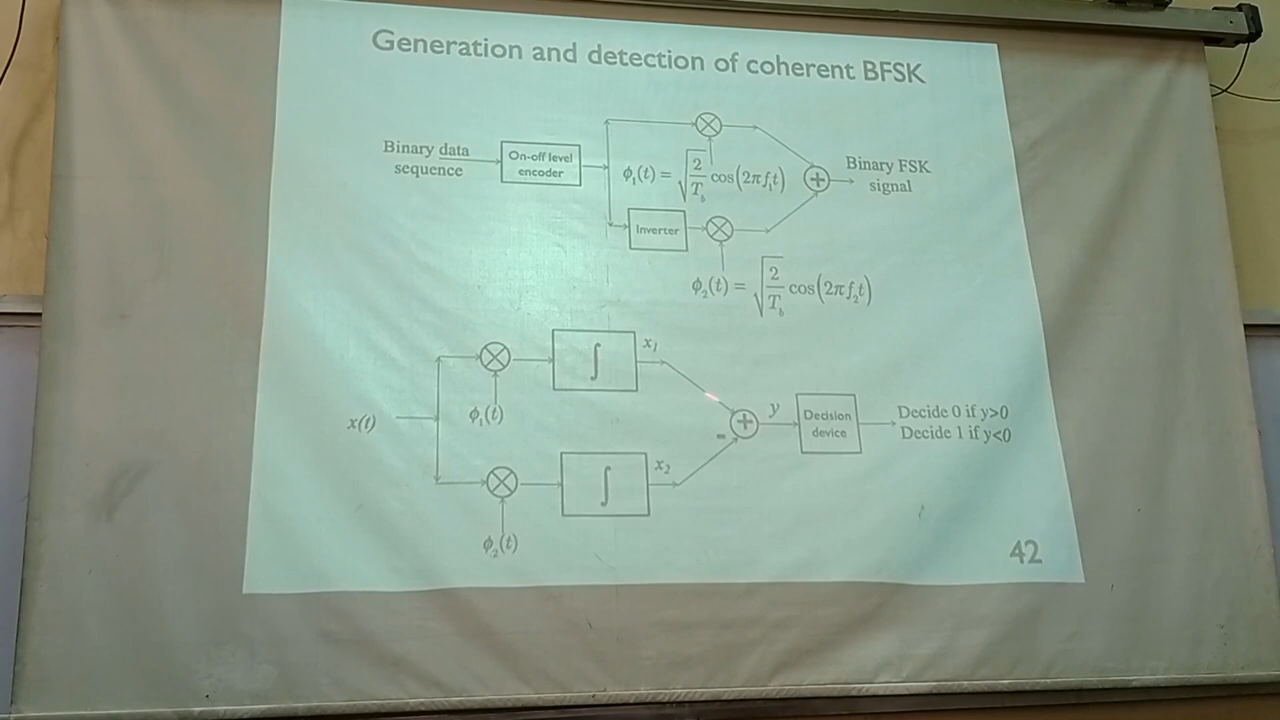 Generation and detection of coherent BFSK
Binary data
sequence
On-off level
encoder
ϕ₁(t) = √(2/T_b) cos(2πf₁t)
Binary FSK
signal
Inverter
ϕ₂(t) = √(2/T_b) cos(2πf₂t)
x(t)
ϕ₁(t)
∫
x₁
ϕ₂(t)
∫
x₂
+
-
y
Decision
device
Decide 0 if y>0
Decide 1 if y<0
42